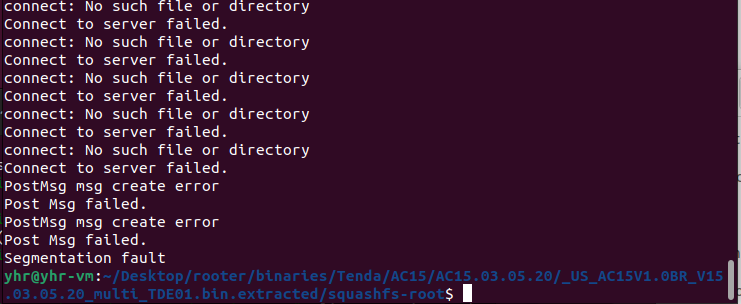 connect: No such file or directory
Connect to server failed.
connect: No such file or directory
Connect to server failed.
connect: No such file or directory
Connect to server failed.
connect: No such file or directory
Connect to server failed.
connect: No such file or directory
Connect to server failed.
PostMsg msg create error
Post Msg failed.
PostMsg msg create error
Post Msg failed.
Segmentation fault
yhr@yhr-vm:~/Desktop/rooter/binaries/Tenda/AC15/AC15.03.05.20/_US_AC15V1.0BR_V15
.03.05.20_multi_TDE01.bin.extracted/squashfs-root$